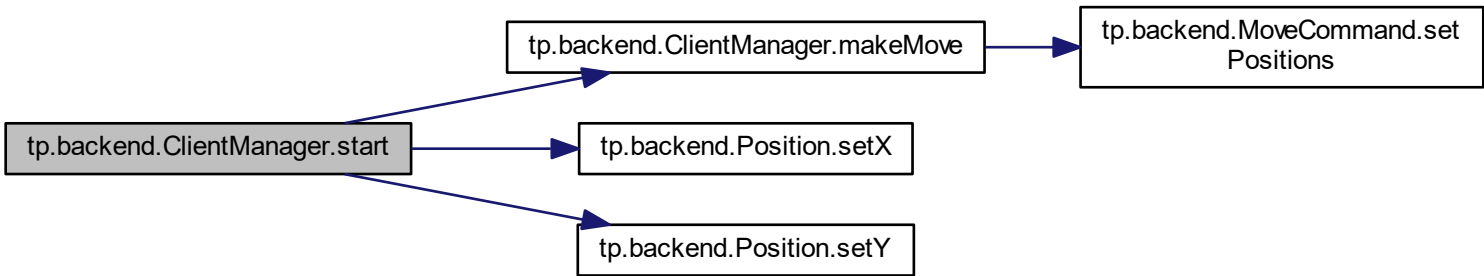 tp.backend.ClientManager.makeMove
tp.backend.MoveCommand.set
Positions
tp.backend.ClientManager.start
tp.backend.Position.setX
tp.backend.Position.setY